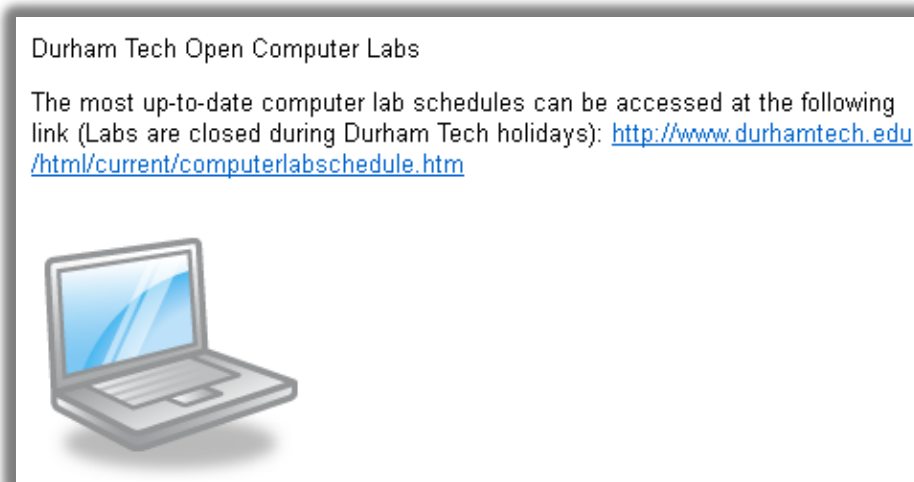 Durham Tech Open Computer Labs
The most up-to-date computer lab schedules can be accessed at the following
link (Labs are closed during Durham Tech holidays): http://www.durhamtech.edu
/html/current/computerlabschedule.htm